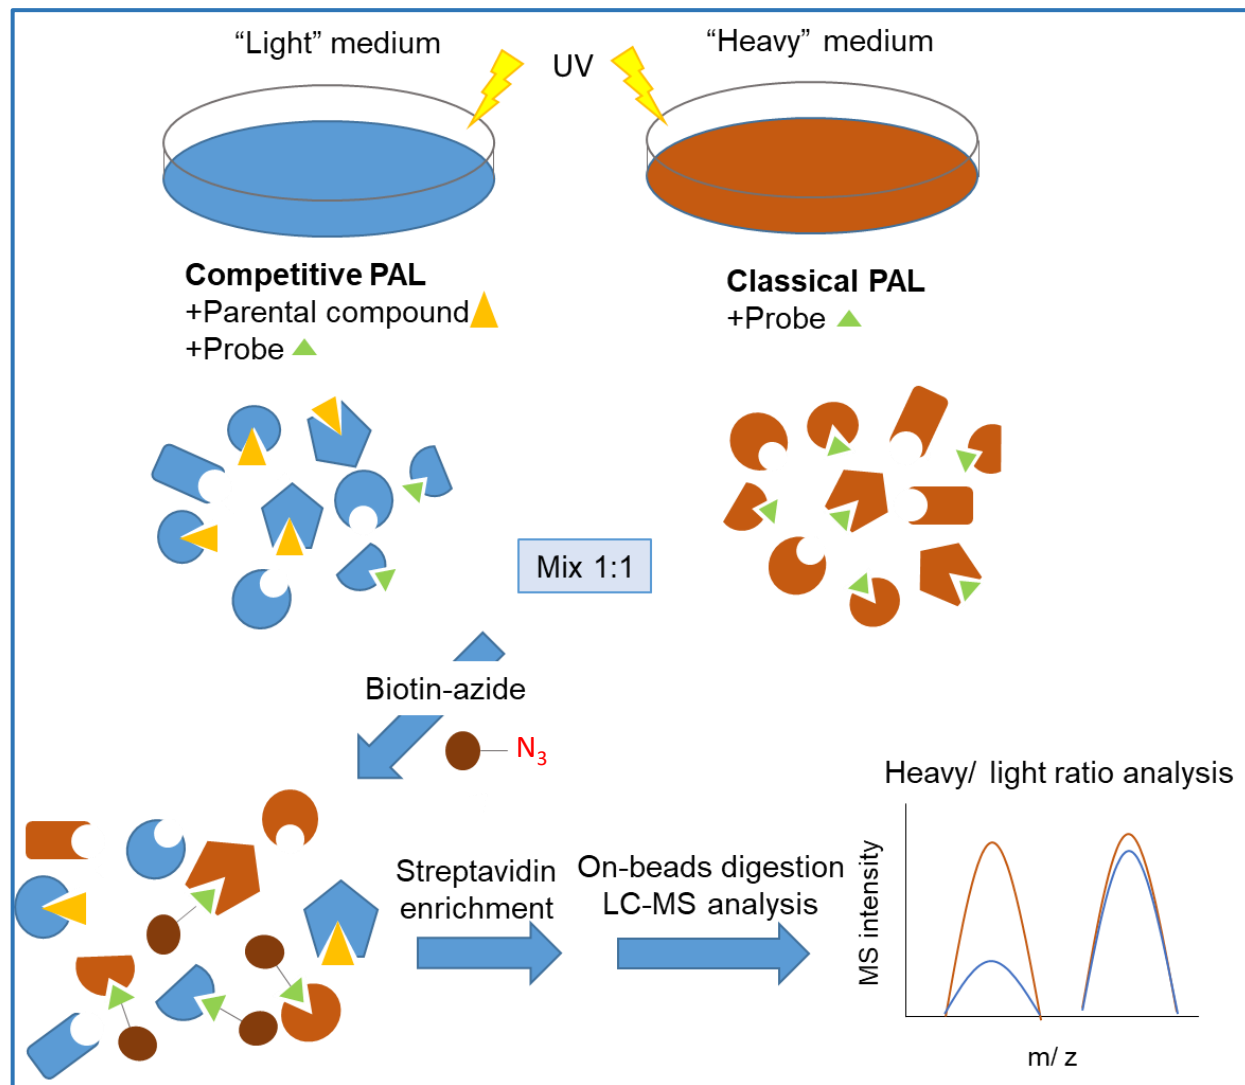 “Light” medium
UV
“Heavy” medium
Competitive PAL
+Parental compound
+Probe
Classical PAL
+Probe
Mix 1:1
Biotin-azide
N3
Streptavidin
enrichment
On-beads digestion
LC-MS analysis
Heavy/ light ratio analysis
MS intensity
m/ z